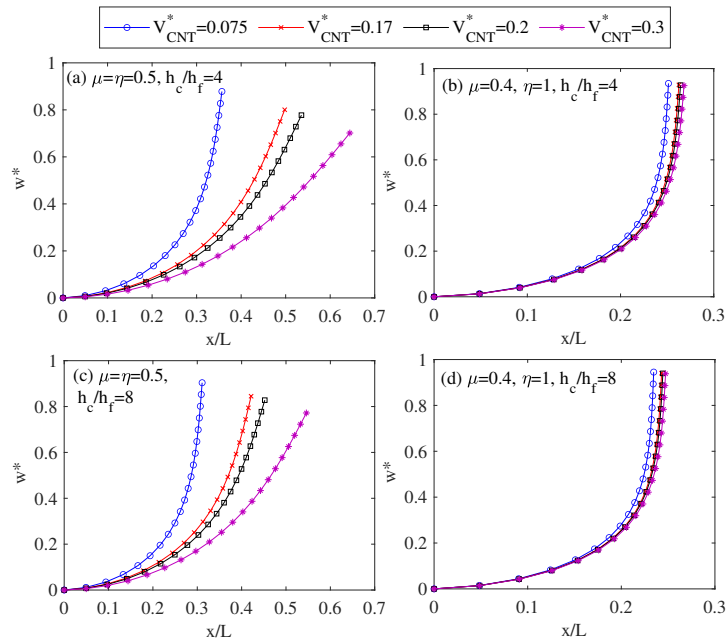 V*CNT=0.075 V*CNT=0.17 V*CNT=0.2 V*CNT=0.3
(a) μ=η=0.5, hc/hf=4
1
0.8
0.6
0.4
0.2
0
w*
0 0.1 0.2 0.3 0.4 0.5 0.6 0.7
x/L
(b) μ=0.4, η=1, hc/hf=4
1
0.8
0.6
0.4
0.2
0
w*
0 0.1 0.2 0.3
x/L
(c) μ=η=0.5,
hc/hf=8
1
0.8
0.6
0.4
0.2
0
w*
0 0.1 0.2 0.3 0.4 0.5 0.6 0.7
x/L
(d) μ=0.4, η=1, hc/hf=8
1
0.8
0.6
0.4
0.2
0
w*
0 0.1 0.2 0.3
x/L